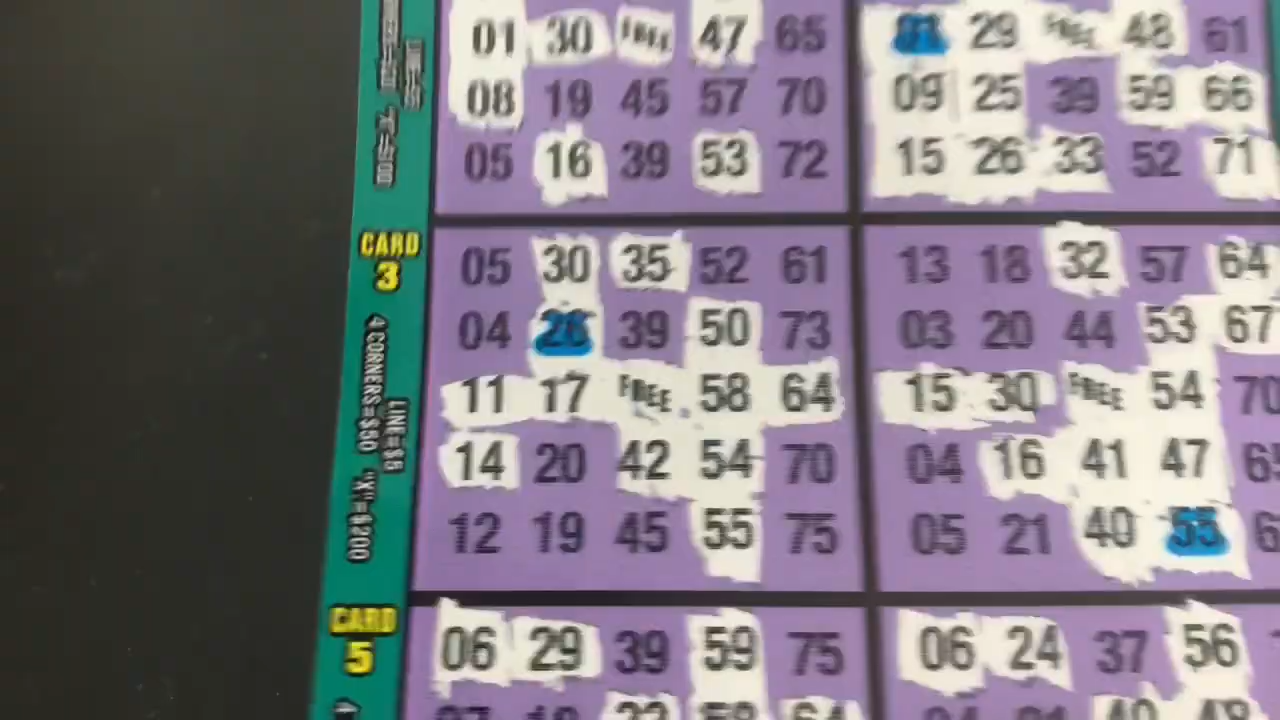 01 30 FREE 47 65
08 19 45 57 70
05 16 39 53 72
01 29 FREE 48 61
09 25 39 59 66
15 26 33 52 71
CARD
3
LINE=$5
4 CORNERS=$50 "X"=$200
05 30 35 52 61
04 26 39 50 73
11 17 FREE 58 64
14 20 42 54 70
12 19 45 55 75
13 18 32 57 64
03 20 44 53 67
15 30 FREE 54 70
04 16 41 47
05 21 40 55
CARD
5
06 29 39 59 75
06 24 37 56